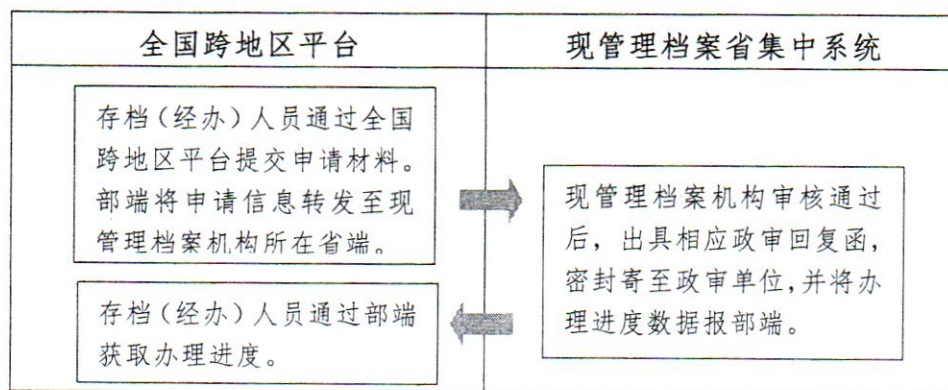 全国跨地区平台
现管理档案省集中系统
存档(经办)人员通过全国
跨地区平台提交申请材料。
部端将申请信息转发至现
管理档案机构所在省端。
现管理档案机构审核通过
后，出具相应政审回复函，
密封寄至政审单位，并将办
理进度数据报部端。
存档(经办)人员通过部端
获取办理进度。